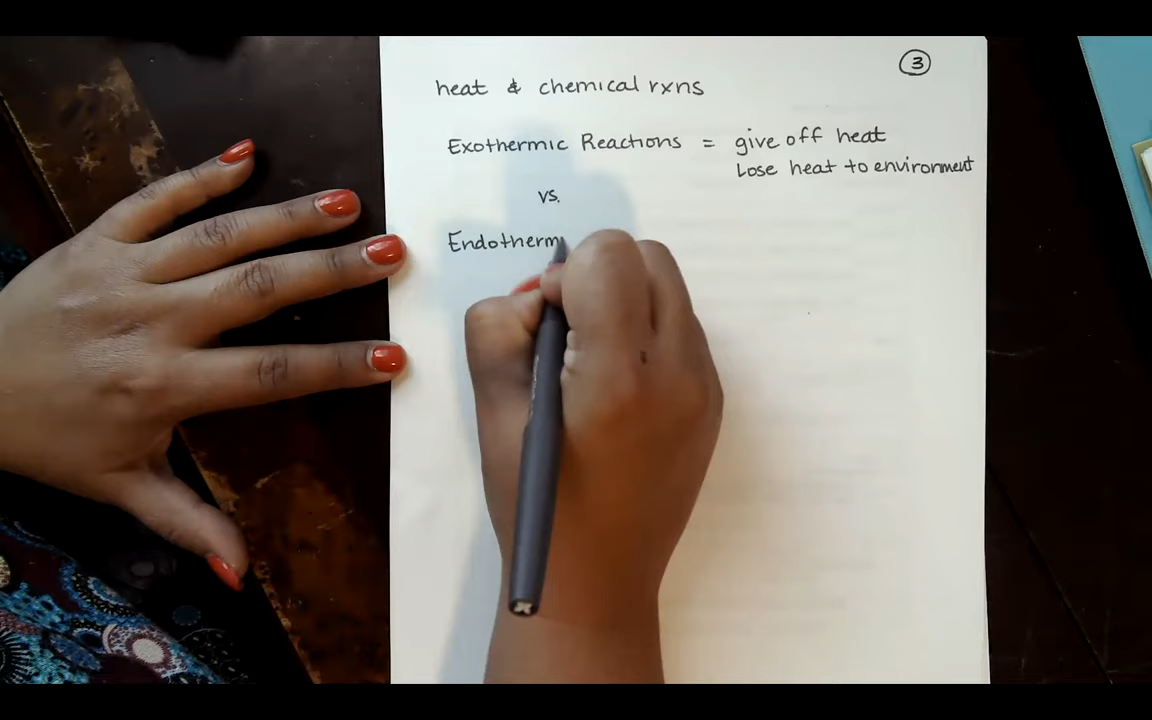 3
heat & chemical rxns
Exothermic Reactions = give off heat
Lose heat to environment
vs.
Endotherm